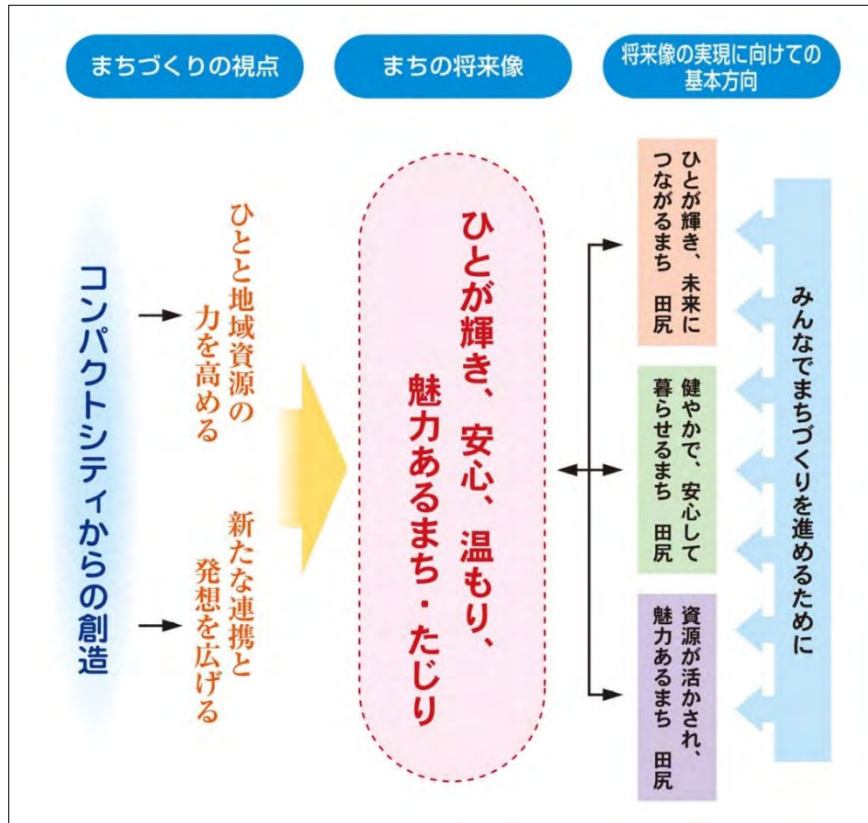 まちづくりの視点
まちの将来像
将来像の実現に向けての
基本方向
コンパクトシティからの創造
ひとと地域資源の
力を高める
新たな連携と
発想を広げる
ひとが輝き、安心、温もり、
魅力あるまち・たじり
ひとが輝き、未来に
つながるまち　田尻
健やかで、安心して
暮らせるまち　田尻
資源が活かされ、
魅力あるまち　田尻
みんなでまちづくりを進めるために